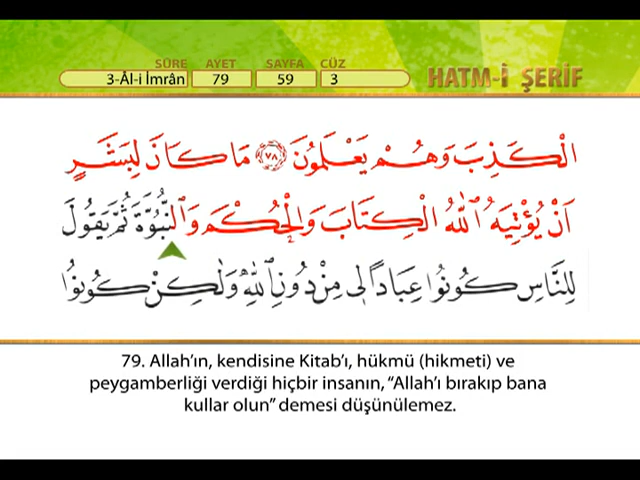 SÛRE AYET SAYFA CÜZ
3-Âl-i İmrân 79 59 3
HATM-İ ŞERİF
الْكَذِبَ وَهُمْ يَعْلَمُونَ ﴿٧٨﴾ مَا كَانَ لِبَشَرٍ
اَنْ يُؤْتِيَهُ اللّٰهُ الْكِتَابَ وَالْحُكْمَ وَالنُّبُوَّةَ ثُمَّ يَقُولَ
لِلنَّاسِ كُونُوا عِبَادًا لِى مِنْ دُونِ اللّٰهِ وَلٰكِنْ كُونُوا
79. Allah’ın, kendisine Kitab’ı, hükmü (hikmeti) ve
peygamberliği verdiği hiçbir insanın, “Allah’ı bırakıp bana
kullar olun” demesi düşünülemez.